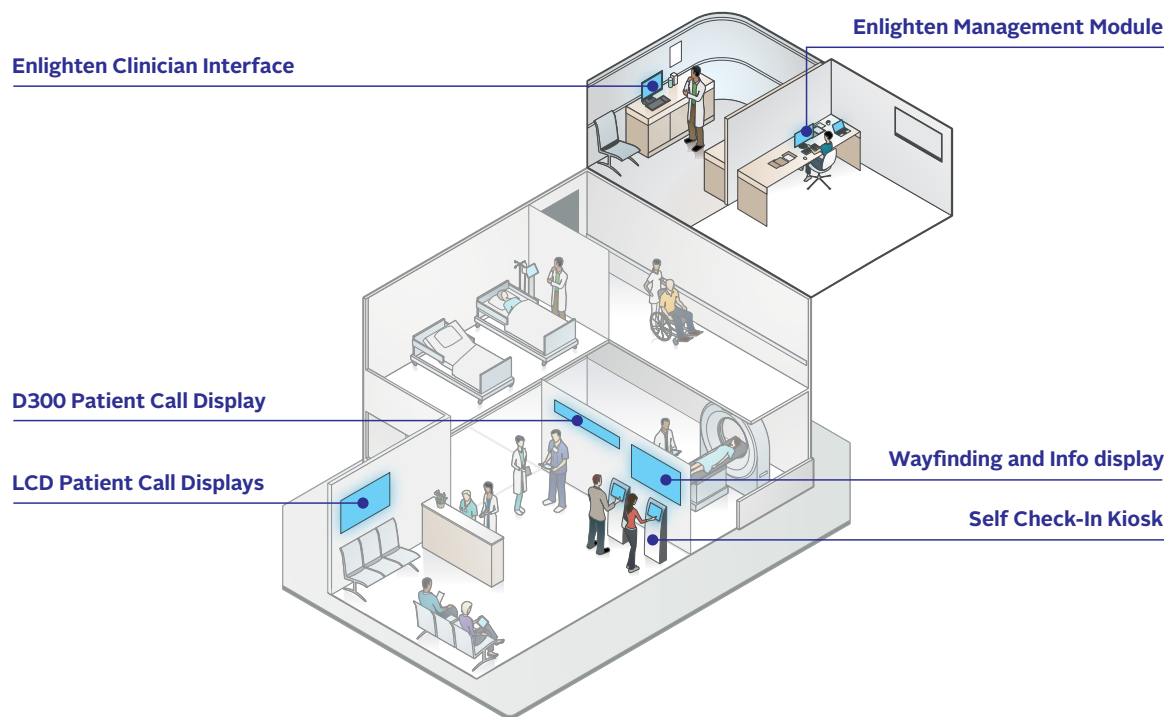 Enlighten Management Module
Enlighten Clinician Interface
D300 Patient Call Display
Wayfinding and Info display
LCD Patient Call Displays
Self Check-In Kiosk